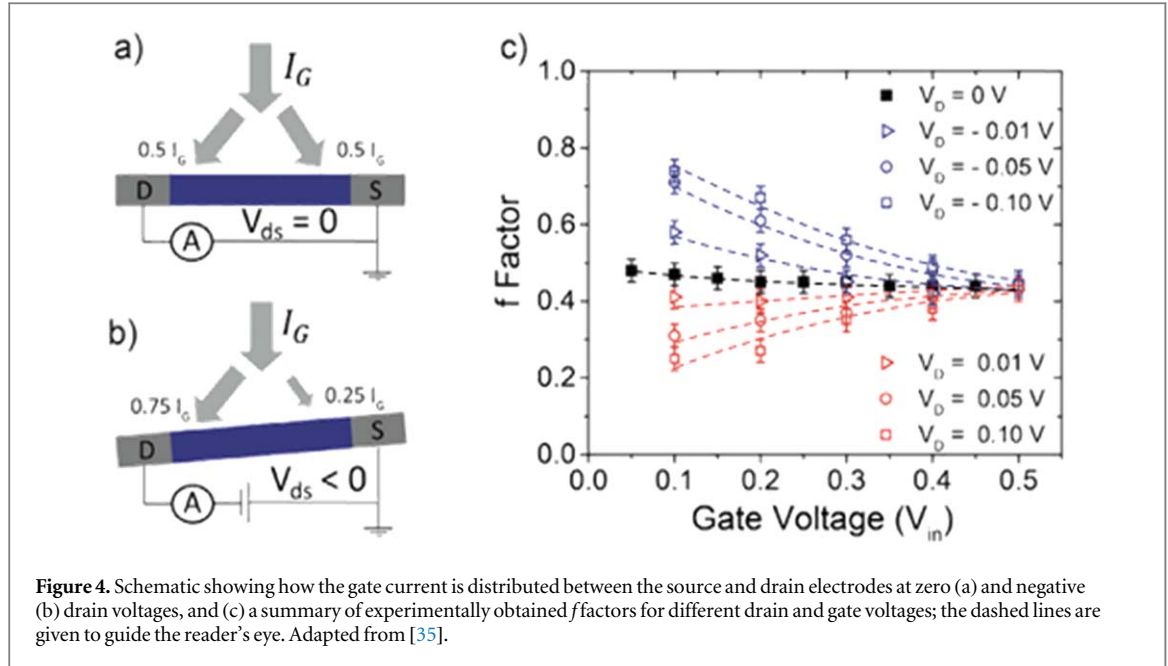 a)
I_G
0.5 I_G 0.5 I_G
D S
V_ds = 0
A
b)
I_G
0.75 I_G 0.25 I_G
D S
V_ds < 0
A
c)
f Factor
1.0
0.8
0.6
0.4
0.2
0.0
0.0 0.1 0.2 0.3 0.4 0.5
Gate Voltage (V_in)
V_D = 0 V
V_D = - 0.01 V
V_D = - 0.05 V
V_D = - 0.10 V
V_D = 0.01 V
V_D = 0.05 V
V_D = 0.10 V
Figure 4. Schematic showing how the gate current is distributed between the source and drain electrodes at zero (a) and negative
(b) drain voltages, and (c) a summary of experimentally obtained f factors for different drain and gate voltages; the dashed lines are
given to guide the reader's eye. Adapted from [35].